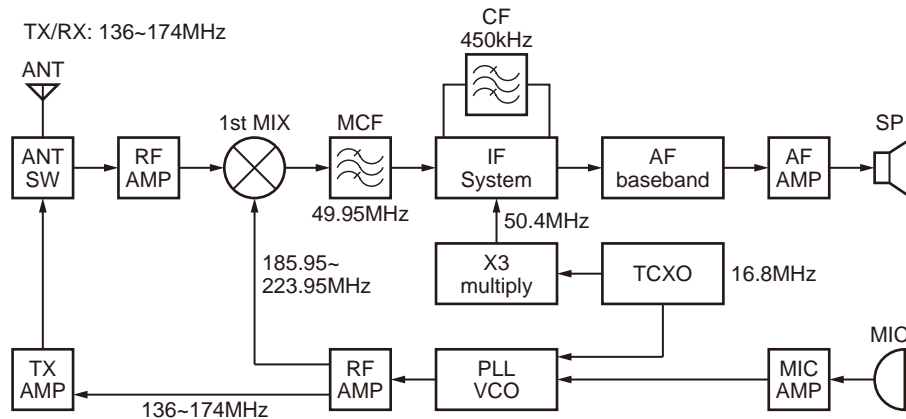 TX/RX: 136~174MHz
CF
450kHz
ANT
1st MIX
MCF
SP
ANT
SW
RF
AMP
IF
System
AF
baseband
AF
AMP
49.95MHz
50.4MHz
185.95~
223.95MHz
X3
multiply
TCXO
16.8MHz
MIC
TX
AMP
RF
AMP
PLL
VCO
MIC
AMP
136~174MHz